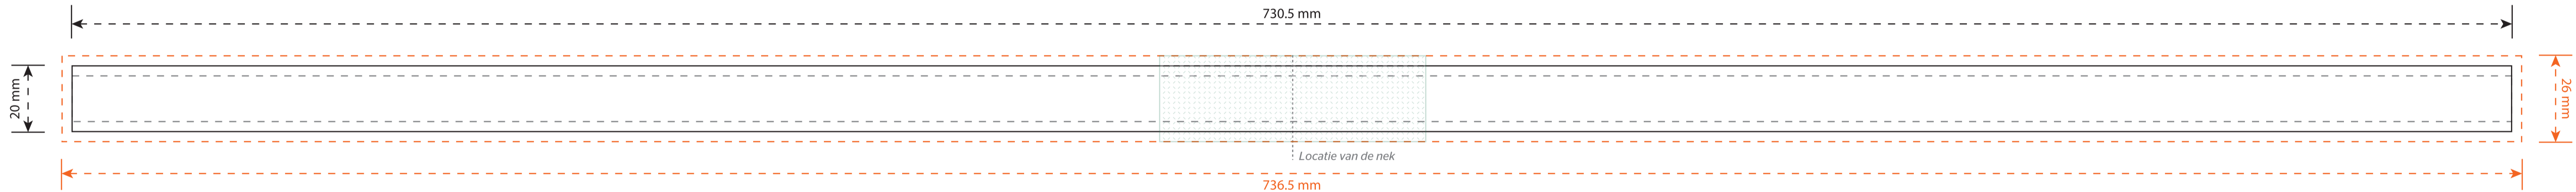 730.5 mm
20 mm
26 mm
Locatie van de nek
736.5 mm